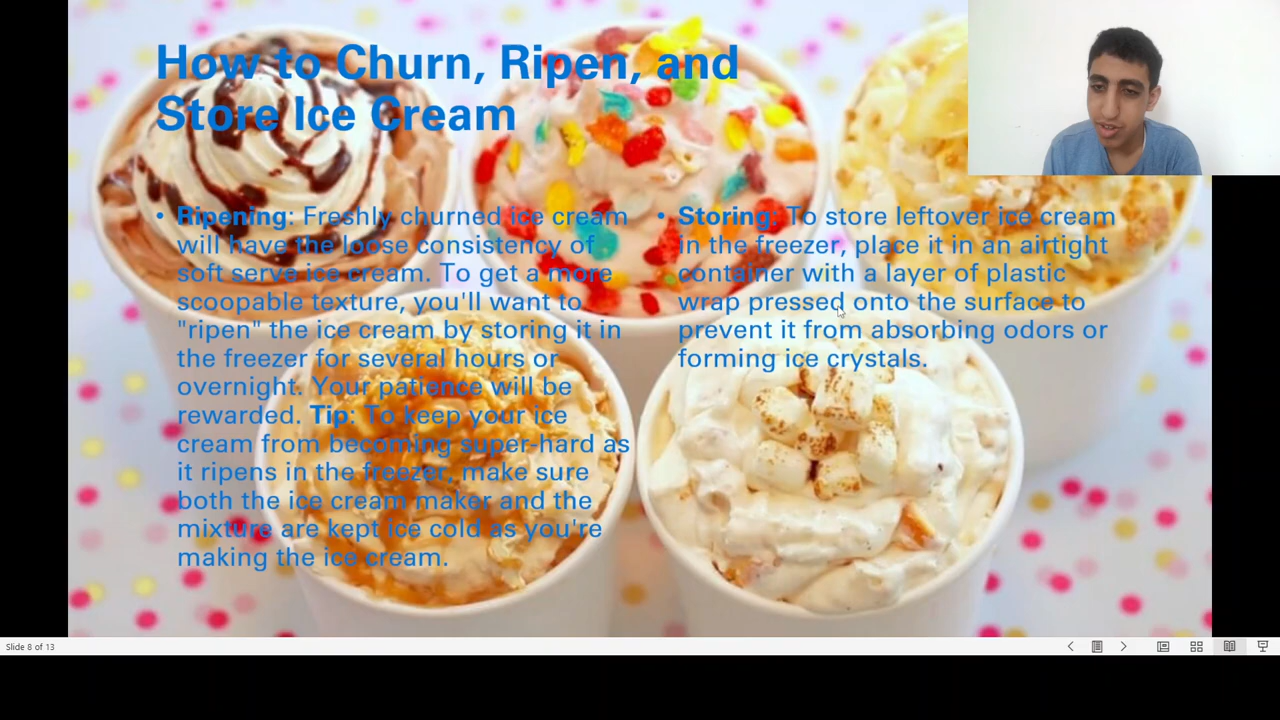 How to Churn, Ripen, and
Store Ice Cream
• Ripening: Freshly churned ice cream
will have the loose consistency of
soft serve ice cream. To get a more
scoopable texture, you'll want to
"ripen" the ice cream by storing it in
the freezer for several hours or
overnight. Your patience will be
rewarded. Tip: To keep your ice
cream from becoming super-hard as
it ripens in the freezer, make sure
both the ice cream maker and the
mixture are kept ice cold as you're
making the ice cream.
• Storing: To store leftover ice cream
in the freezer, place it in an airtight
container with a layer of plastic
wrap pressed onto the surface to
prevent it from absorbing odors or
forming ice crystals.
Slide 8 of 13